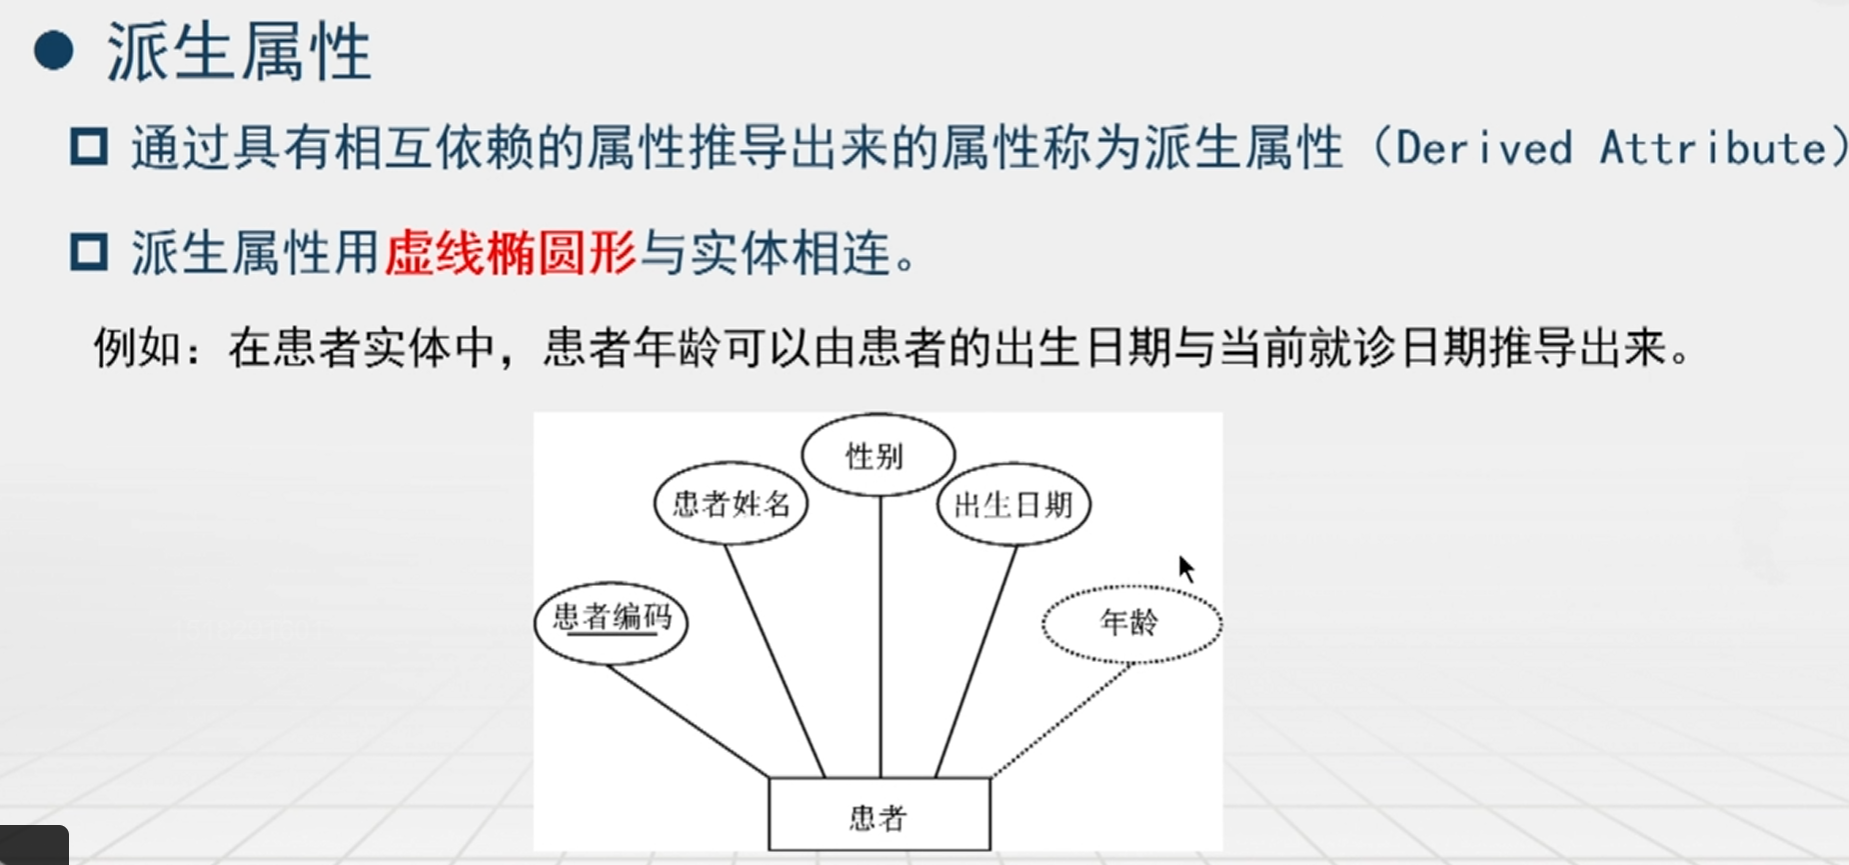 派生属性
通过具有相互依赖的属性推导出来的属性称为派生属性（Derived Attribute）
派生属性用虚线椭圆形与实体相连。
例如：在患者实体中，患者年龄可以由患者的出生日期与当前就诊日期推导出来。
性别
患者姓名
出生日期
患者编码
年龄
患者